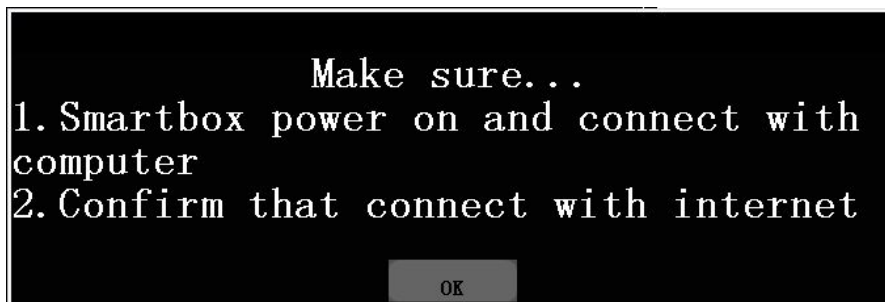 Make sure...
1.Smartbox power on and connect with
computer
2.Confirm that connect with internet
OK